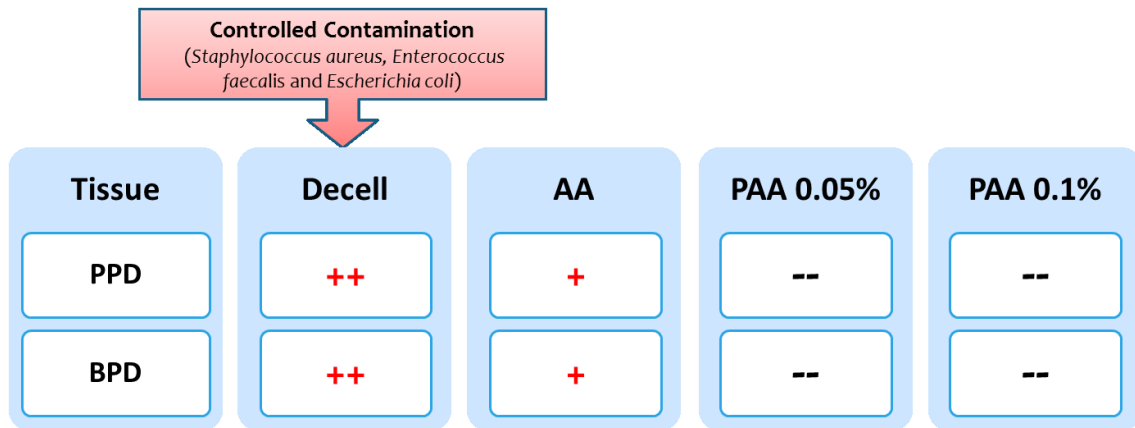 Controlled Contamination
(Staphylococcus aureus, Enterococcus
faecalis and Escherichia coli)
Tissue Decell AA PAA 0.05% PAA 0.1%
PPD ++ + -- --
BPD ++ + -- --